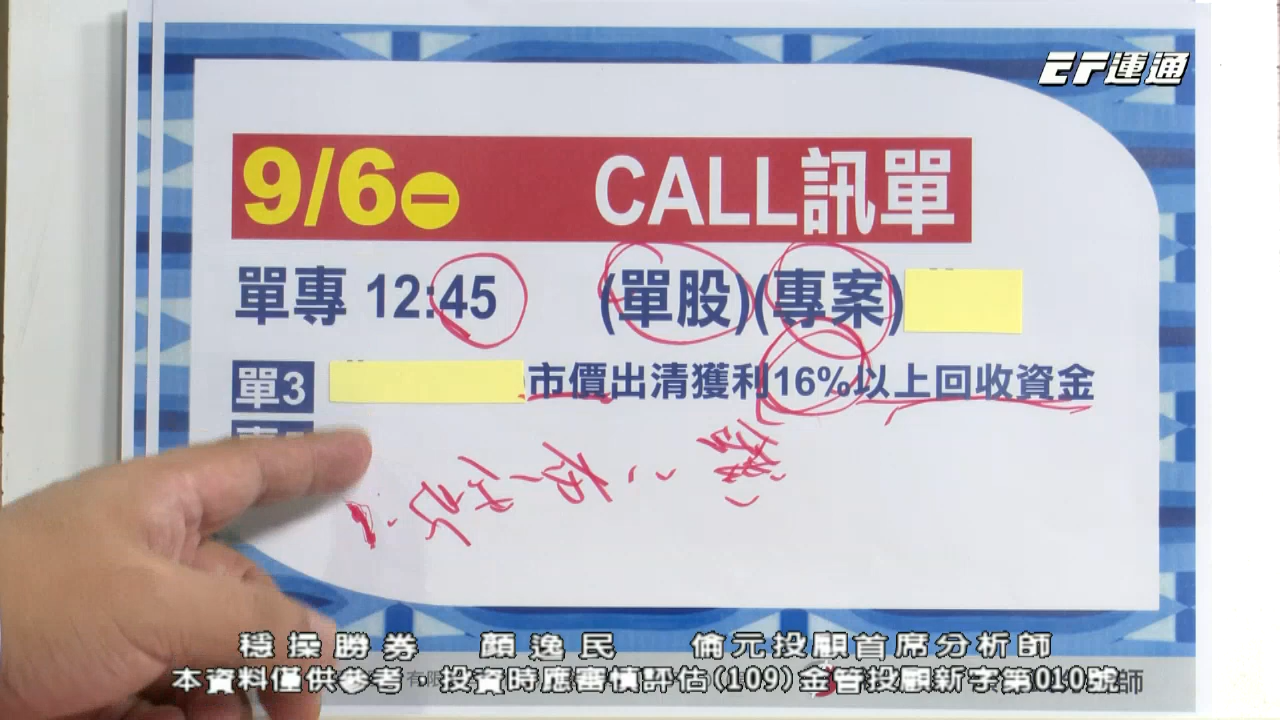 EF運通
9/6㊀ CALL訊單
單專 12:45 (單股)(專案)
單3 市價出清獲利16%以上回收資金
穩操勝券 顏逸民 倫元投顧首席分析師
本資料僅供參考,投資時應審慎評估(109)金管投顧新字第010號
師